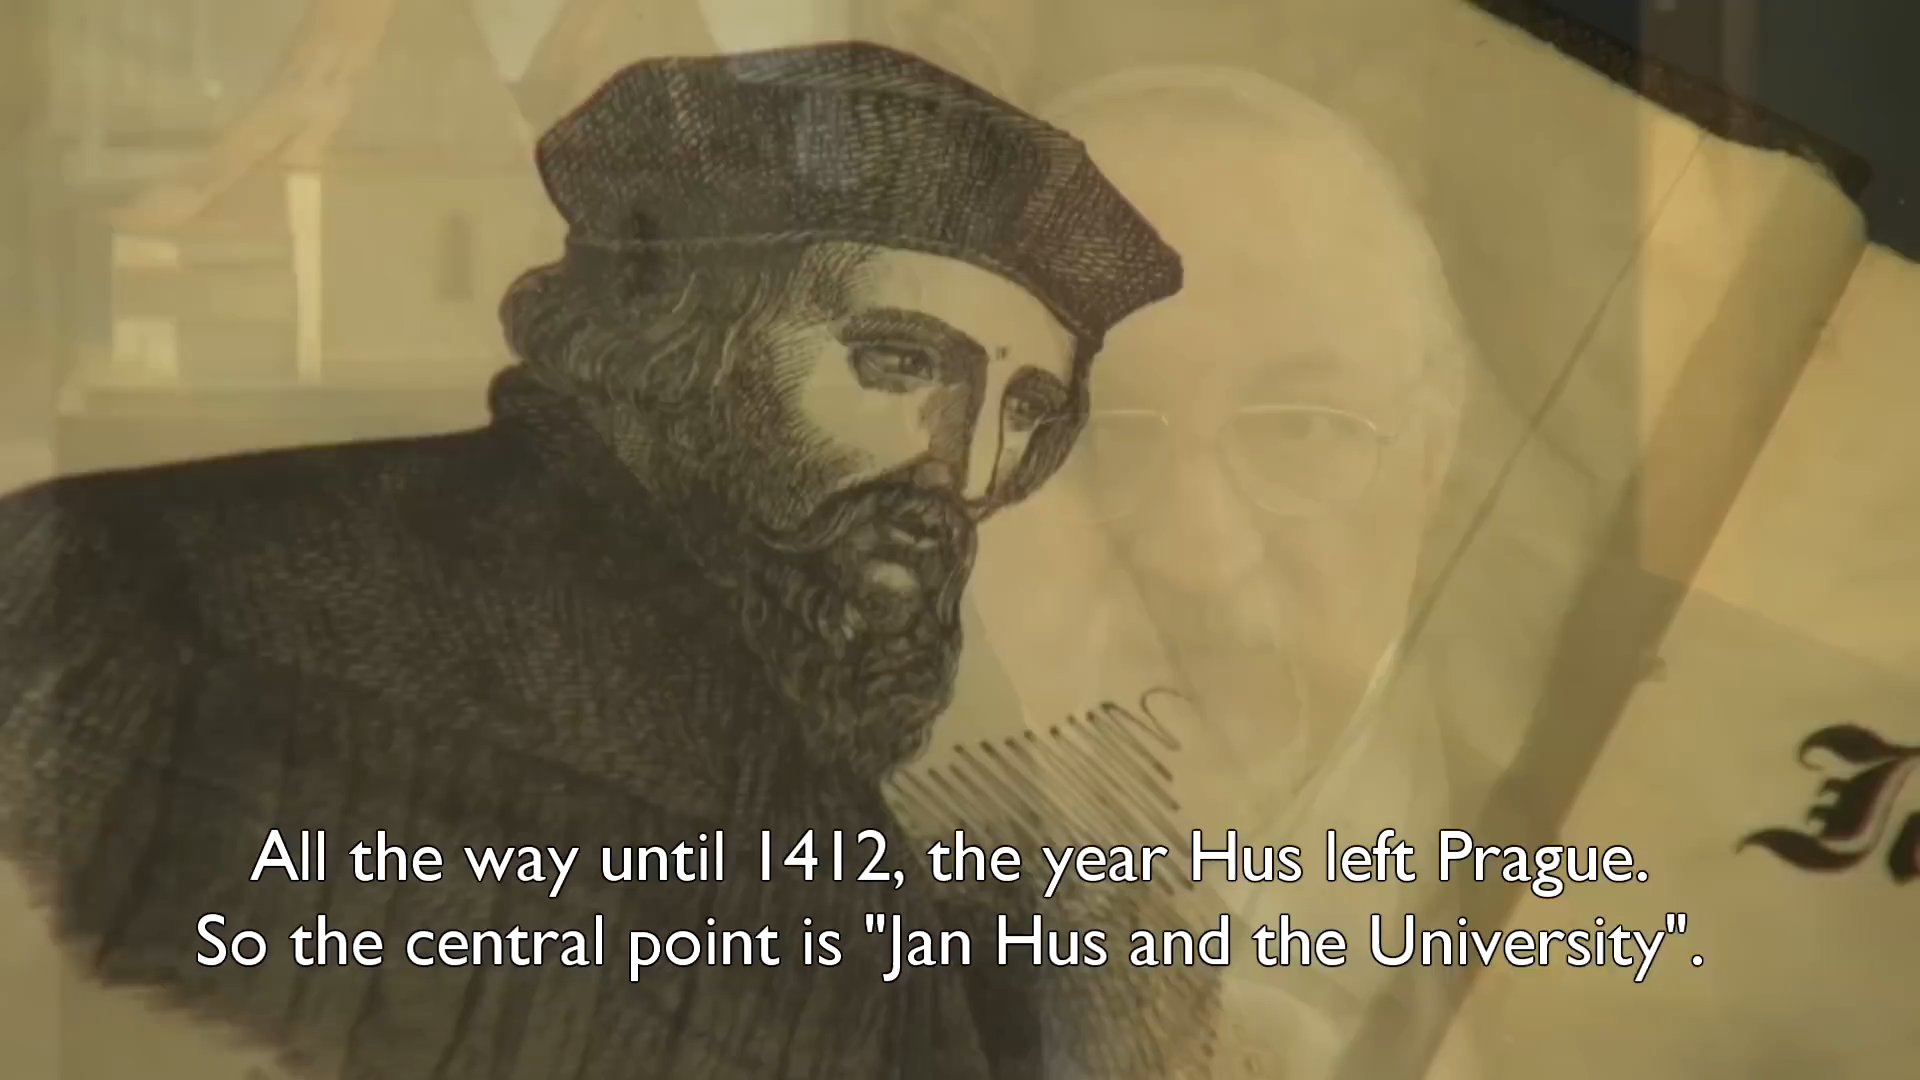 All the way until 1412, the year Hus left Prague.
So the central point is "Jan Hus and the University".